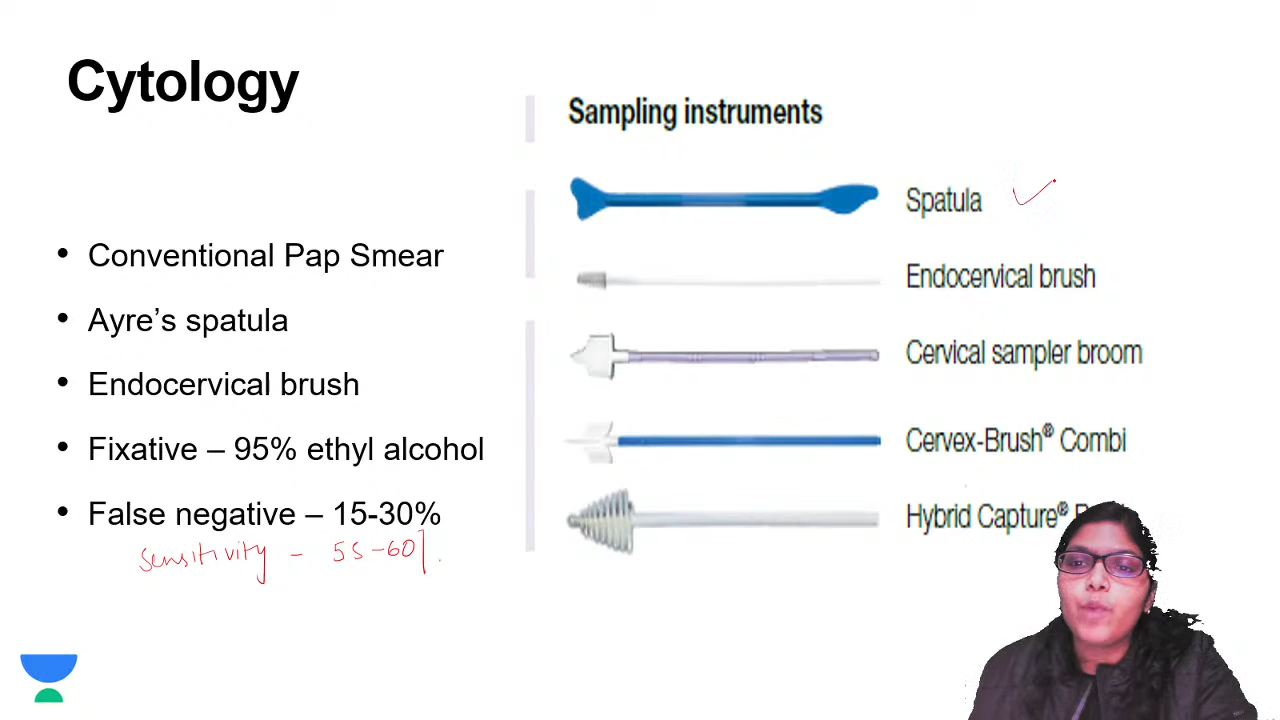 Cytology
Sampling instruments
Spatula
Conventional Pap Smear
Endocervical brush
Ayre's spatula
Cervical sampler broom
Endocervical brush
Cervex-Brush® Combi
Fixative – 95% ethyl alcohol
False negative – 15-30%
Hybrid Capture®
Sensitivity - 55-60%.